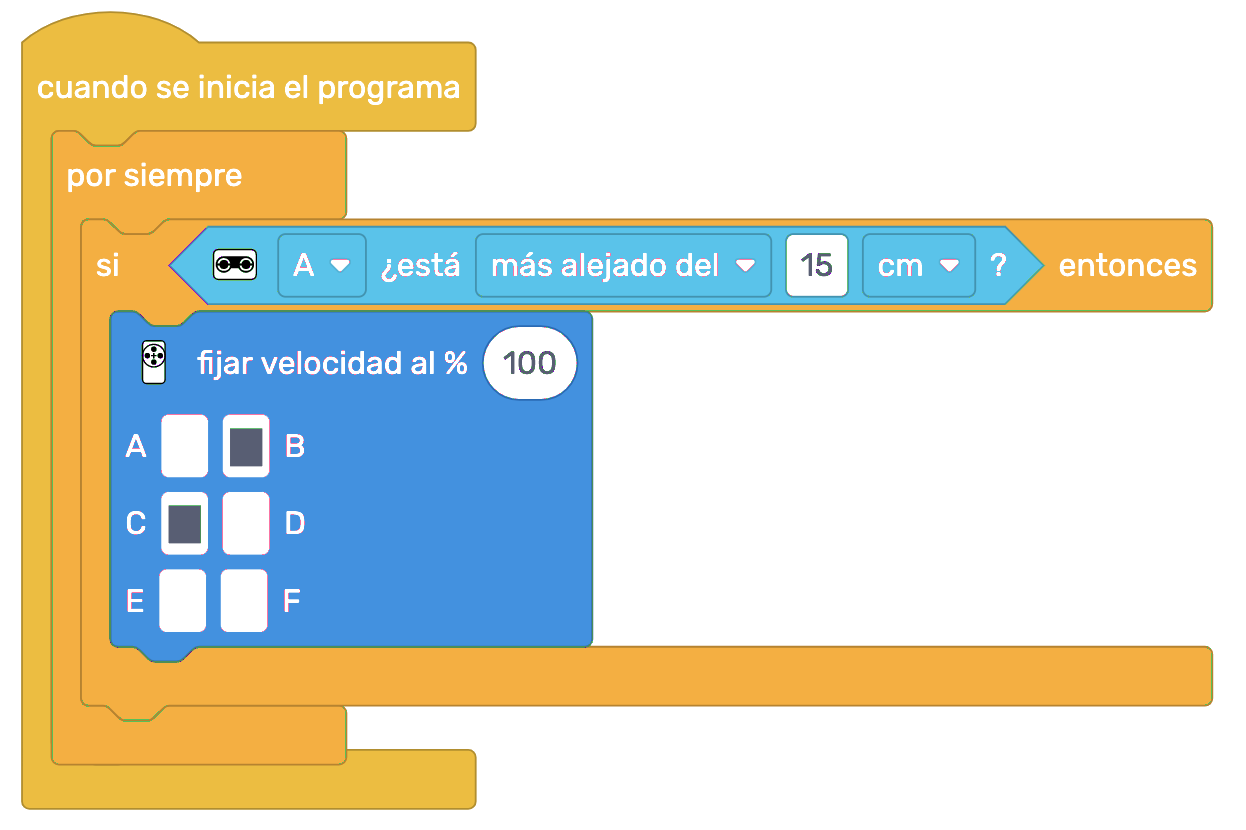 cuando se inicia el programa
por siempre
si A ¿está más alejado del 15 cm ? entonces
fijar velocidad al % 100
A B
C D
E F